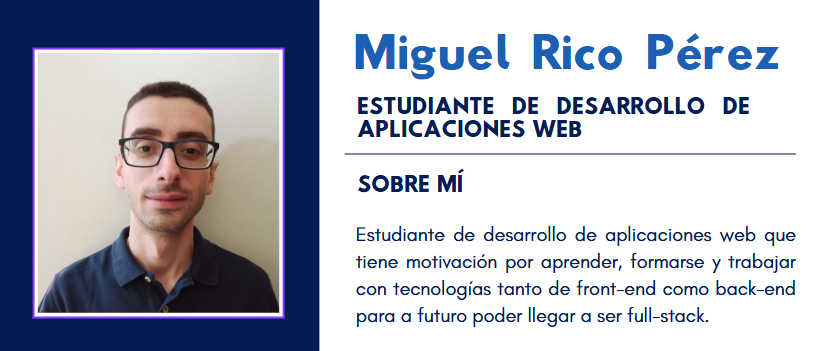 Miguel Rico Pérez
ESTUDIANTE DE DESARROLLO DE
APLICACIONES WEB
SOBRE MÍ
Estudiante de desarrollo de aplicaciones web que
tiene motivación por aprender, formarse y trabajar
con tecnologías tanto de front-end como back-end
para a futuro poder llegar a ser full-stack.